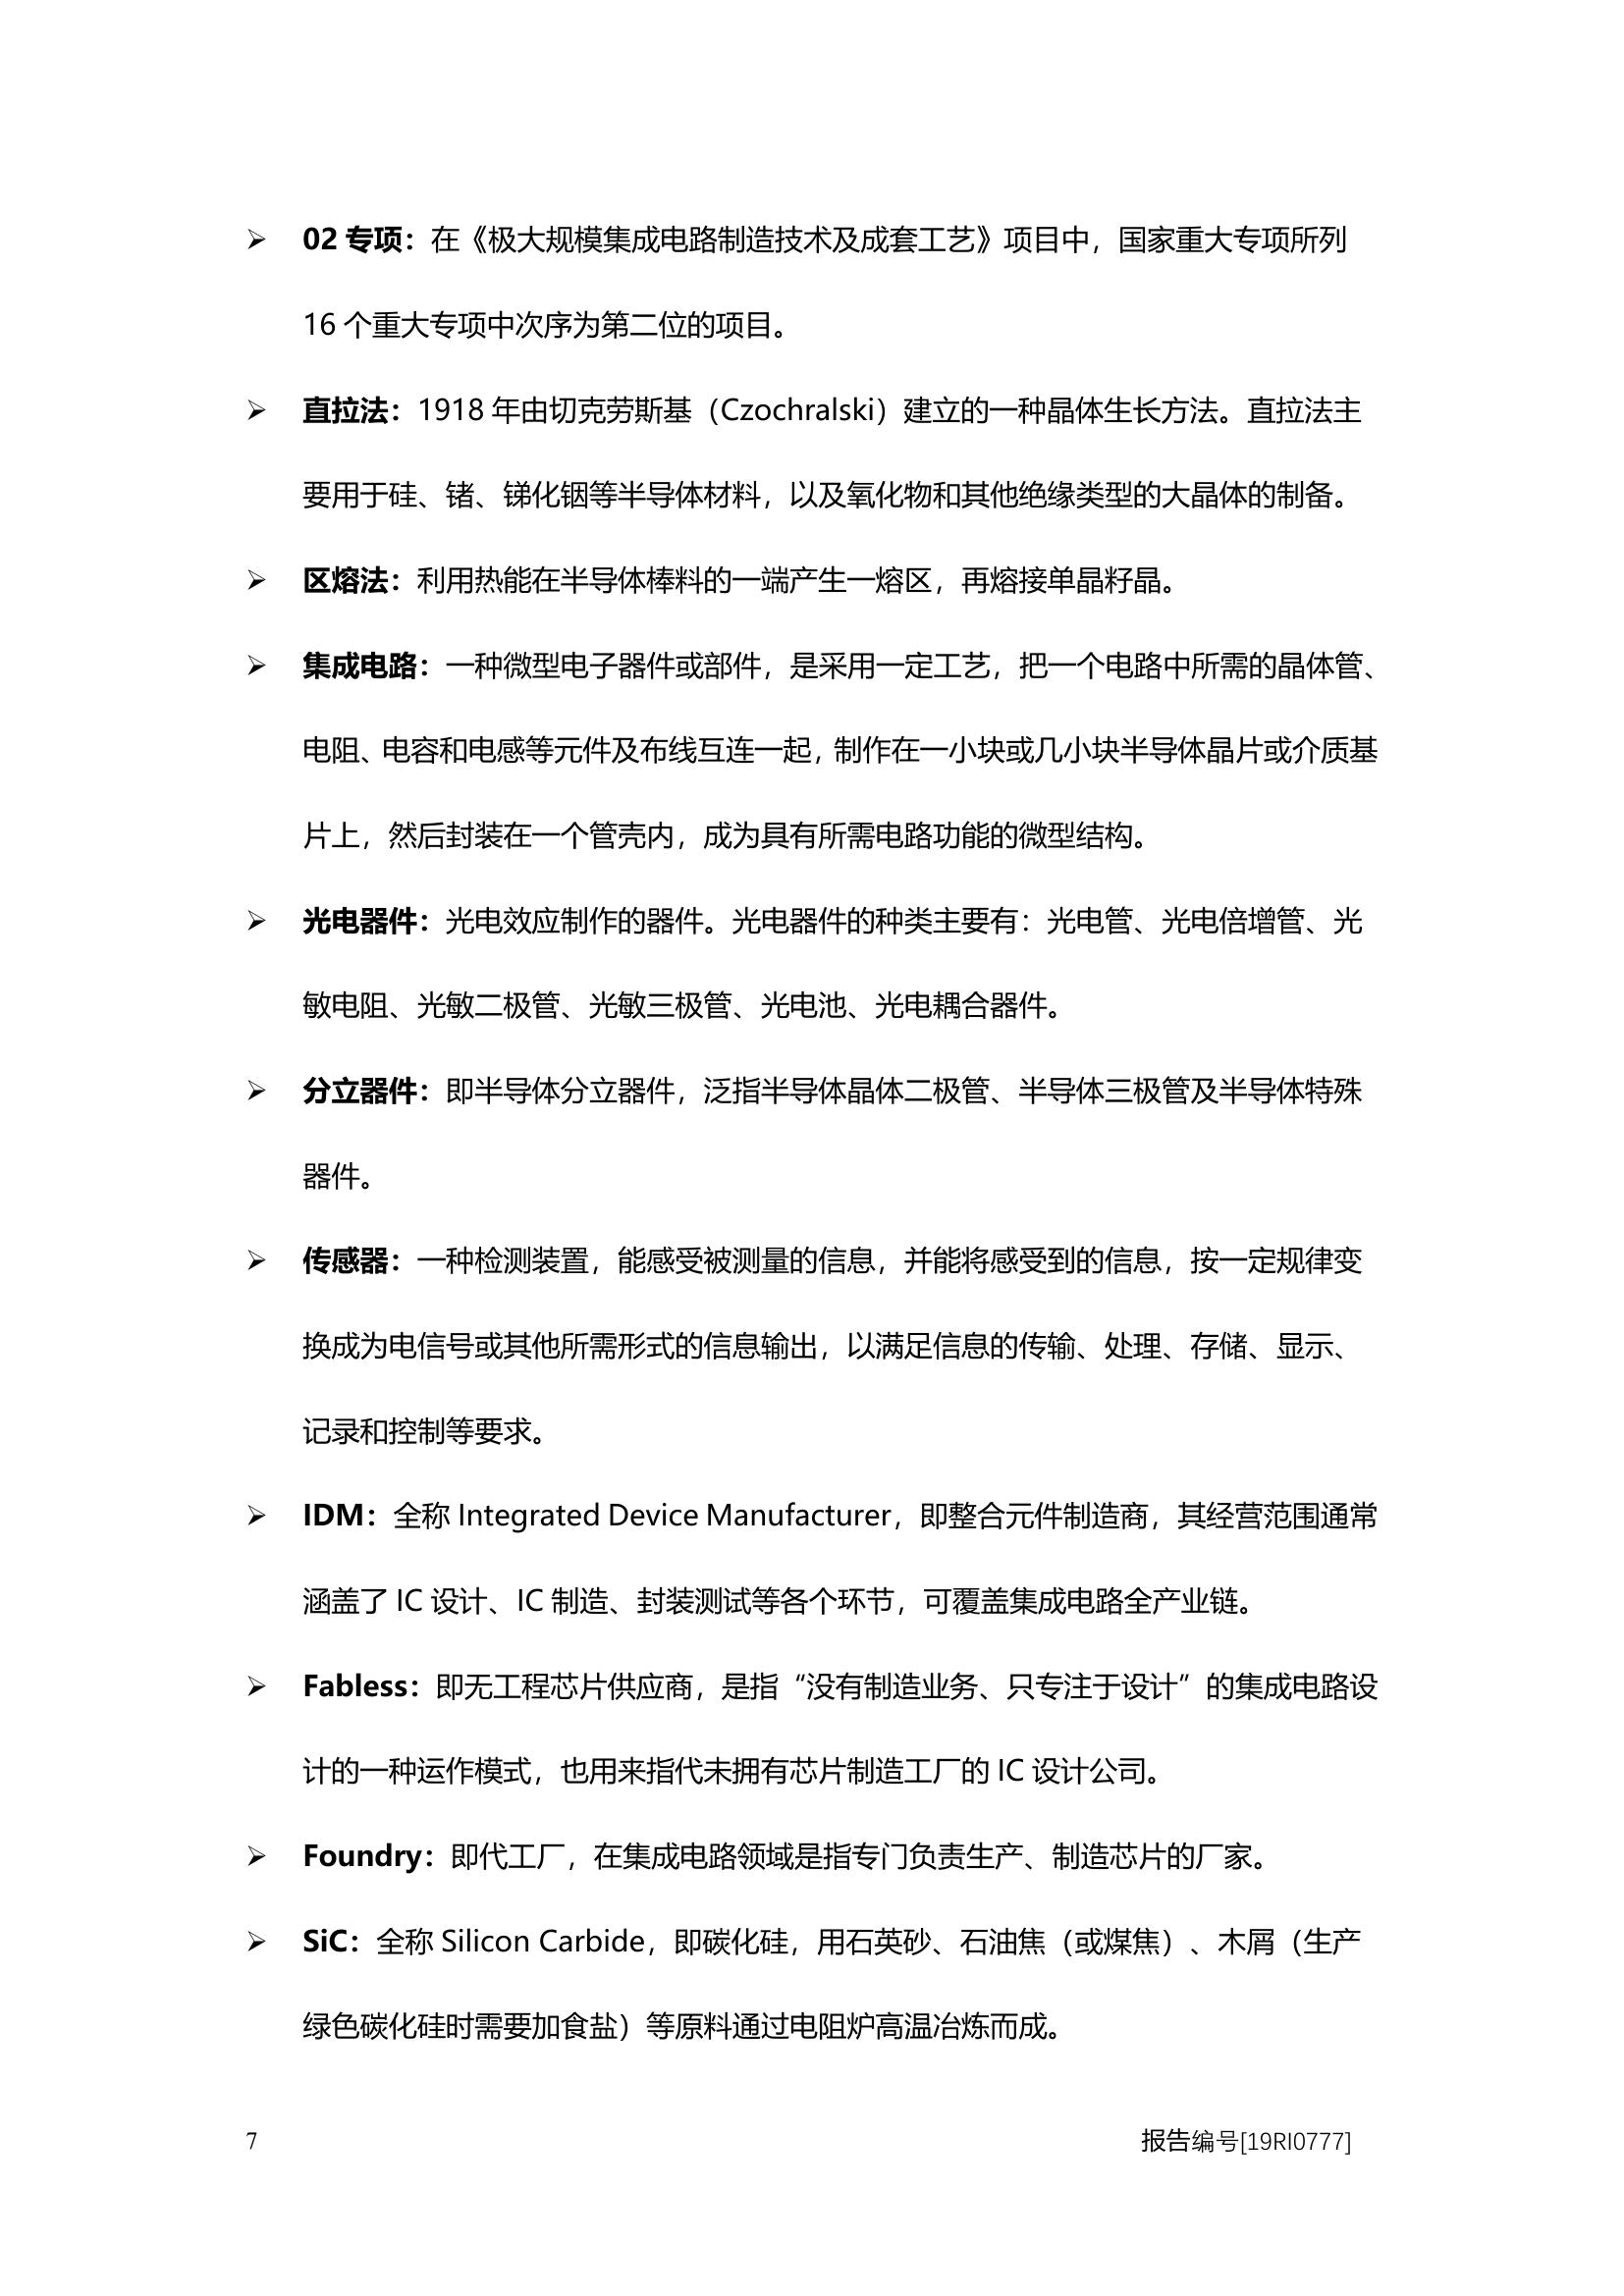 ➢ 02 专项：在《极大规模集成电路制造技术及成套工艺》项目中，国家重大专项所列
16 个重大专项中次序为第二位的项目。
➢ 直拉法：1918 年由切克劳斯基（Czochralski）建立的一种晶体生长方法。直拉法主
要用于硅、锗、锑化铟等半导体材料，以及氧化物和其他绝缘类型的大晶体的制备。
➢ 区熔法：利用热能在半导体棒料的一端产生一熔区，再熔接单晶籽晶。
➢ 集成电路：一种微型电子器件或部件，是采用一定工艺，把一个电路中所需的晶体管、
电阻、电容和电感等元件及布线互连一起，制作在一小块或几小块半导体晶片或介质基
片上，然后封装在一个管壳内，成为具有所需电路功能的微型结构。
➢ 光电器件：光电效应制作的器件。光电器件的种类主要有：光电管、光电倍增管、光
敏电阻、光敏二极管、光敏三极管、光电池、光电耦合器件。
➢ 分立器件：即半导体分立器件，泛指半导体晶体二极管、半导体三极管及半导体特殊
器件。
➢ 传感器：一种检测装置，能感受被测量的信息，并能将感受到的信息，按一定规律变
换成为电信号或其他所需形式的信息输出，以满足信息的传输、处理、存储、显示、
记录和控制等要求。
➢ IDM：全称 Integrated Device Manufacturer，即整合元件制造商，其经营范围通常
涵盖了 IC 设计、IC 制造、封装测试等各个环节，可覆盖集成电路全产业链。
➢ Fabless：即无工程芯片供应商，是指“没有制造业务、只专注于设计”的集成电路设
计的一种运作模式，也用来指代未拥有芯片制造工厂的 IC 设计公司。
➢ Foundry：即代工厂，在集成电路领域是指专门负责生产、制造芯片的厂家。
➢ SiC：全称 Silicon Carbide，即碳化硅，用石英砂、石油焦（或煤焦）、木屑（生产
绿色碳化硅时需要加食盐）等原料通过电阻炉高温冶炼而成。
7 报告编号[19RI0777]